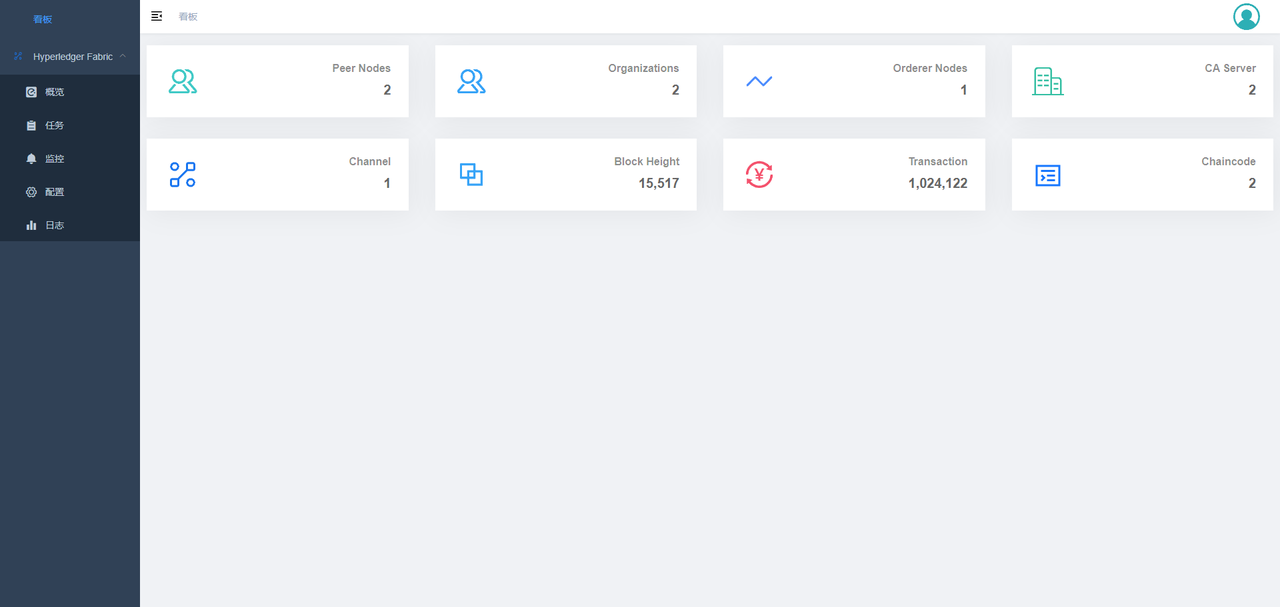 看板
Hyperledger Fabric
概览
任务
监控
配置
日志
看板
Peer Nodes
2
Organizations
2
Orderer Nodes
1
CA Server
2
Channel
1
Block Height
15,517
Transaction
1,024,122
Chaincode
2